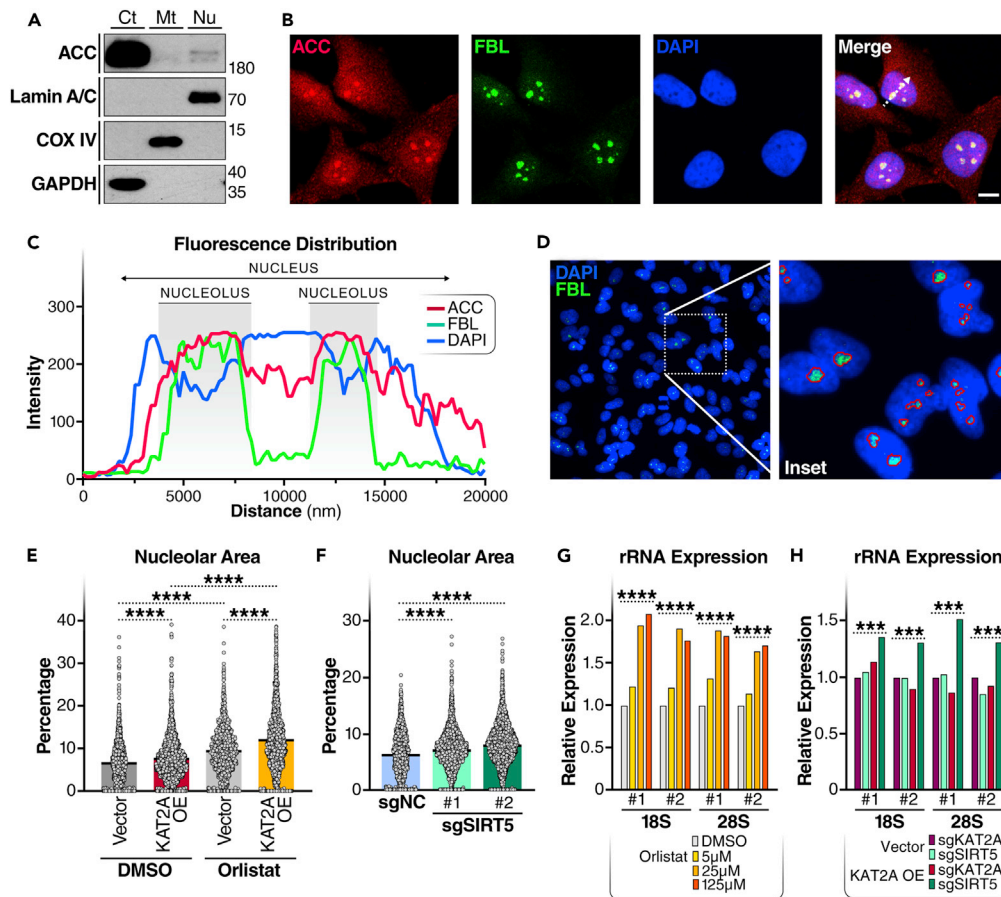 A
Ct Mt Nu
ACC
180
Lamin A/C
70
COX IV
15
GAPDH
40
35
B
ACC
FBL
DAPI
Merge
C
Fluorescence Distribution
NUCLEUS
NUCLEOLUS NUCLEOLUS
ACC
FBL
DAPI
Intensity
300
200
100
0
0 5000 10000 15000 20000
Distance (nm)
D
DAPI
FBL
Inset
E
Nucleolar Area
****
****
**** ****
Percentage
40
30
20
10
0
Vector
KAT2A OE
Vector
KAT2A OE
DMSO Orlistat
F
Nucleolar Area
****
****
Percentage
40
30
20
10
0
sgNC #1 #2
sgSIRT5
G
rRNA Expression
**** **** **** ****
Relative Expression
2.0
1.5
1.0
0.5
0.0
#1 #2 #1 #2
18S 28S
DMSO
Orlistat 5µM
25µM
125µM
H
rRNA Expression
*** *** *** ***
Relative Expression
1.5
1.0
0.5
0.0
#1 #2 #1 #2
18S 28S
Vector sgKAT2A
sgSIRT5
KAT2A OE sgKAT2A
sgSIRT5